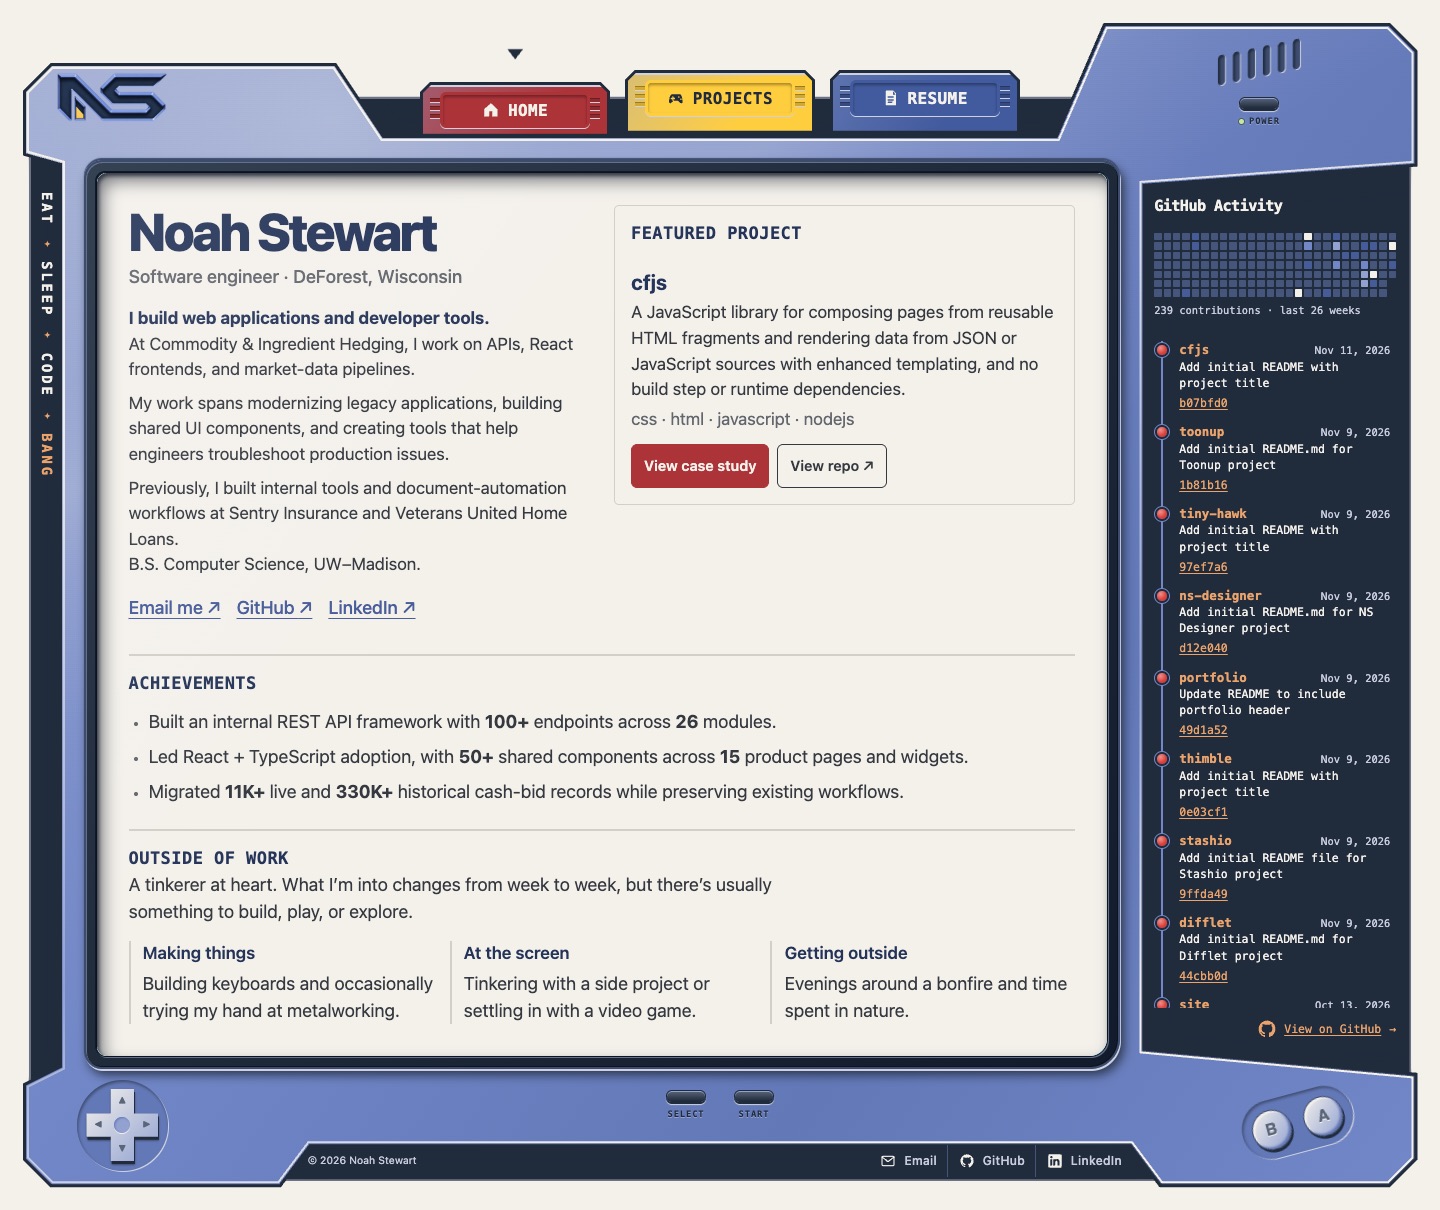 NS
HOME
PROJECTS
RESUME
POWER
EAT ✦ SLEEP ✦ CODE ✦ BANG
Noah Stewart
Software engineer · DeForest, Wisconsin
I build web applications and developer tools.
At Commodity & Ingredient Hedging, I work on APIs, React
frontends, and market-data pipelines.
My work spans modernizing legacy applications, building
shared UI components, and creating tools that help
engineers troubleshoot production issues.
Previously, I built internal tools and document-automation
workflows at Sentry Insurance and Veterans United Home
Loans.
B.S. Computer Science, UW–Madison.
Email me ↗ GitHub ↗ LinkedIn ↗
FEATURED PROJECT
cfjs
A JavaScript library for composing pages from reusable
HTML fragments and rendering data from JSON or
JavaScript sources with enhanced templating, and no
build step or runtime dependencies.
css · html · javascript · nodejs
View case study
View repo ↗
ACHIEVEMENTS
• Built an internal REST API framework with 100+ endpoints across 26 modules.
• Led React + TypeScript adoption, with 50+ shared components across 15 product pages and widgets.
• Migrated 11K+ live and 330K+ historical cash-bid records while preserving existing workflows.
OUTSIDE OF WORK
A tinkerer at heart. What I’m into changes from week to week, but there’s usually
something to build, play, or explore.
Making things
Building keyboards and occasionally
trying my hand at metalworking.
At the screen
Tinkering with a side project or
settling in with a video game.
Getting outside
Evenings around a bonfire and time
spent in nature.
GitHub Activity
239 contributions · last 26 weeks
cfjs Nov 11, 2026
Add initial README with
project title
b07bfd0
toonup Nov 9, 2026
Add initial README.md for
Toonup project
1b81b16
tiny-hawk Nov 9, 2026
Add initial README with
project title
97ef7a6
ns-designer Nov 9, 2026
Add initial README.md for NS
Designer project
d12e040
portfolio Nov 9, 2026
Update README to include
portfolio header
49d1a52
thimble Nov 9, 2026
Add initial README with
project title
0e03cf1
stashio Nov 9, 2026
Add initial README file for
Stashio project
9ffda49
difflet Nov 9, 2026
Add initial README.md for
Difflet project
44cbb0d
site Oct 13, 2026
View on GitHub →
SELECT
START
B
A
© 2026 Noah Stewart
Email
GitHub
LinkedIn